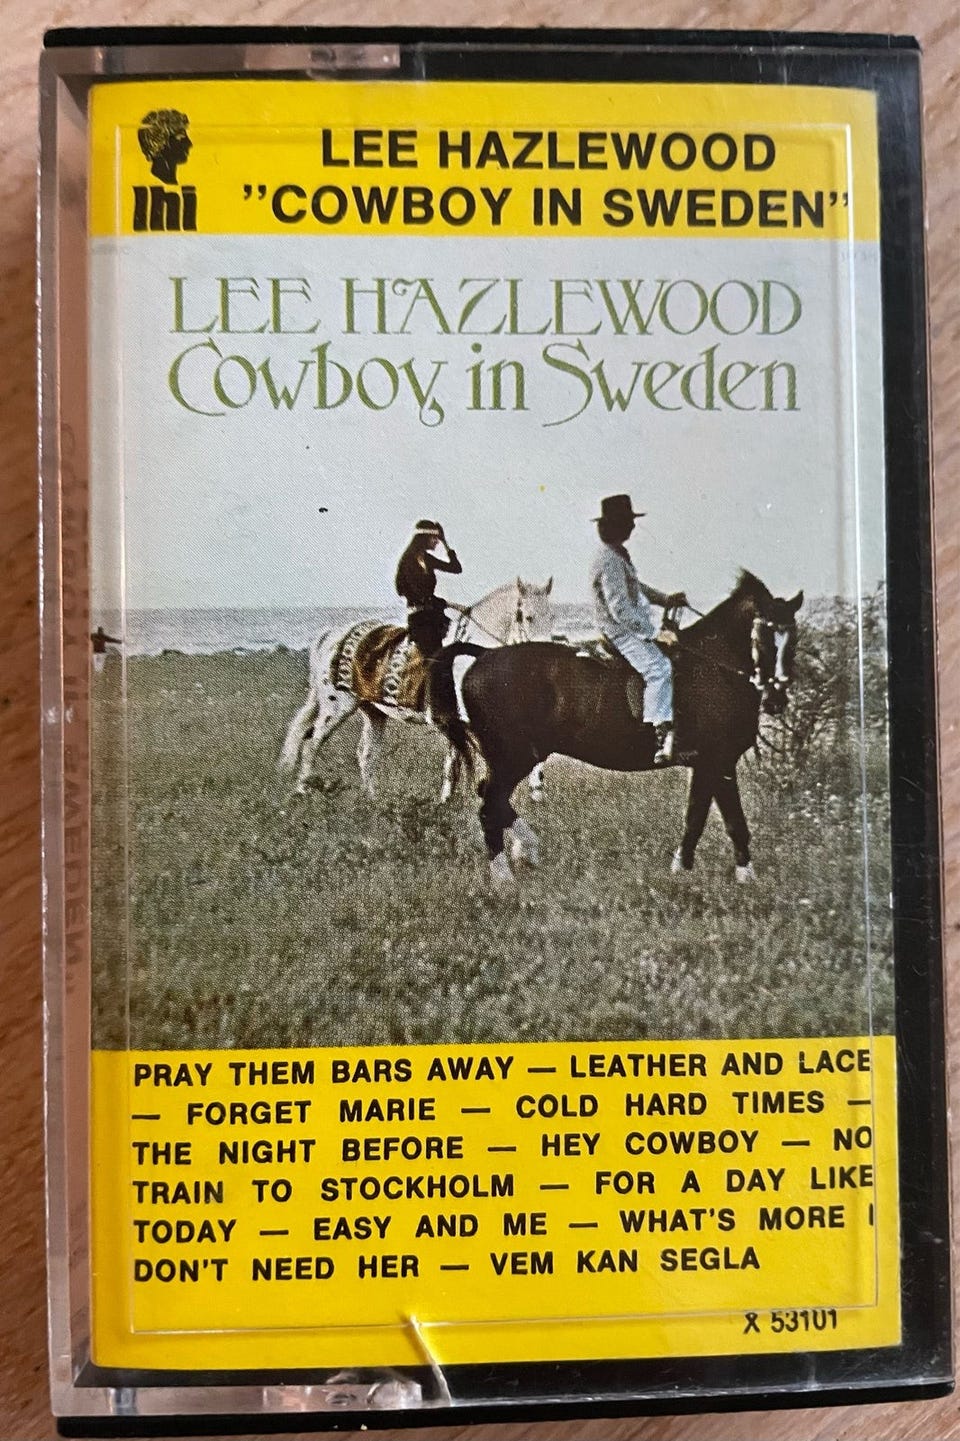 LHI
LEE HAZLEWOOD
"COWBOY IN SWEDEN"
LEE HAZLEWOOD
Cowboy in Sweden
PRAY THEM BARS AWAY — LEATHER AND LACE
— FORGET MARIE — COLD HARD TIMES —
THE NIGHT BEFORE — HEY COWBOY — NO
TRAIN TO STOCKHOLM — FOR A DAY LIKE
TODAY — EASY AND ME — WHAT'S MORE I
DON'T NEED HER — VEM KAN SEGLA
X 53101